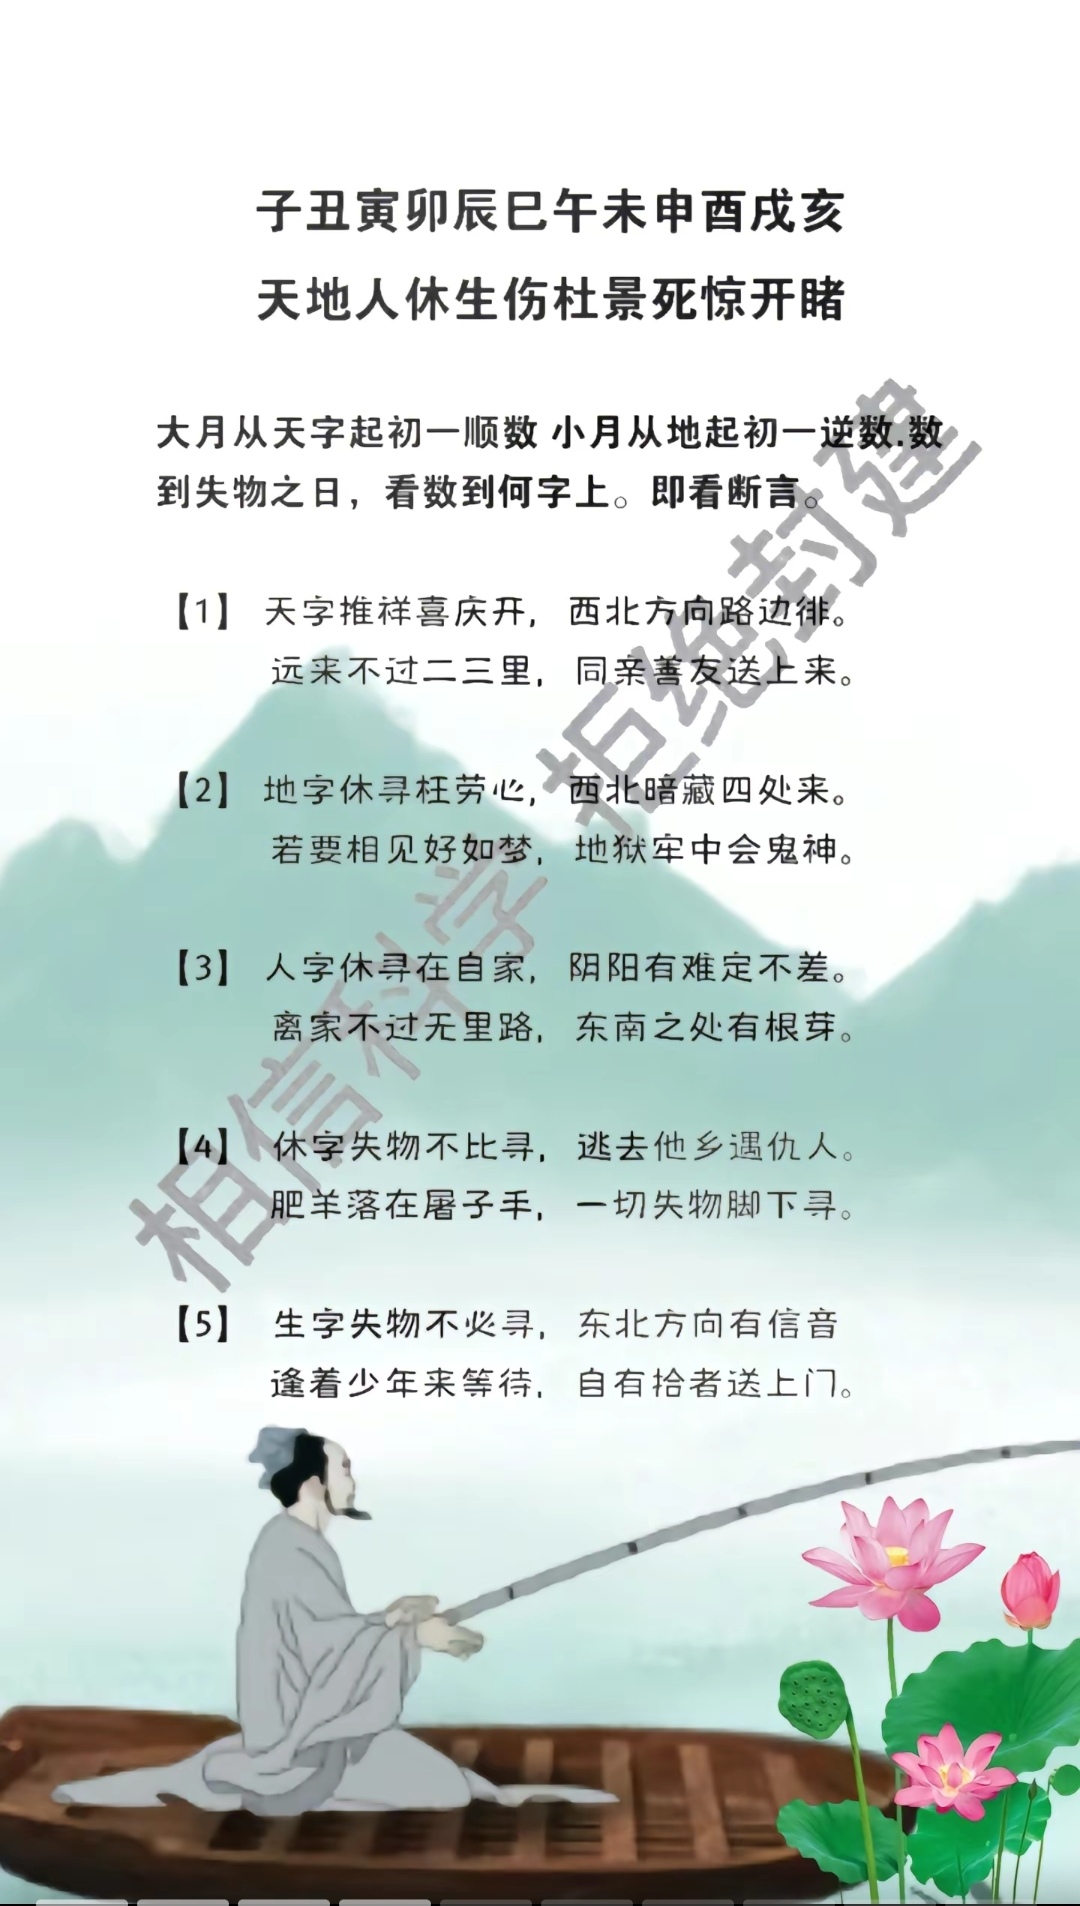 子丑寅卯辰巳午未申酉戌亥
天地人休生伤杜景死惊开睹
大月从天字起初一顺数 小月从地起初一逆数.数
到失物之日，看数到何字上。即看断言。
【1】 天字推祥喜庆开，西北方向路边徘。
远来不过二三里，同亲善友送上来。
【2】 地字休寻枉劳心，西北暗藏四处来。
若要相见好如梦，地狱牢中会鬼神。
【3】 人字休寻在自家，阴阳有难定不差。
离家不过无里路，东南之处有根芽。
【4】 休字失物不比寻，逃去他乡遇仇人。
肥羊落在屠子手，一切失物脚下寻。
【5】 生字失物不必寻，东北方向有信音
逢着少年来等待，自有拾者送上门。
相信科学 拒绝封建